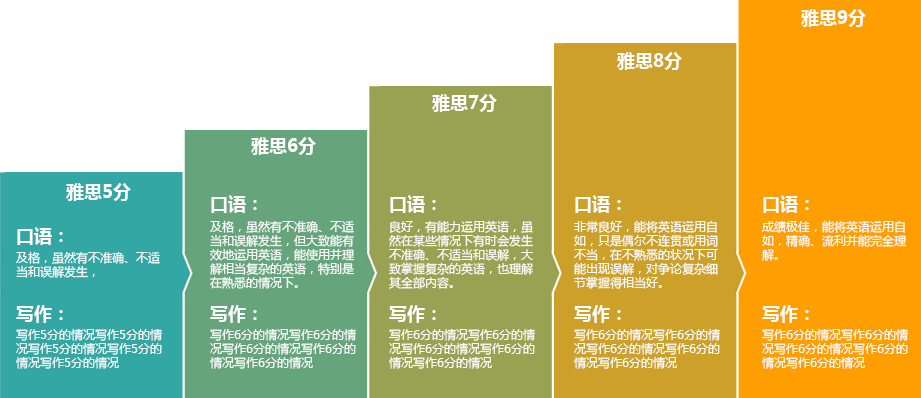 雅思5分
口语：
及格，虽然有不准确、不适
当和误解发生，
写作：
写作5分的情况写作5分的情
况写作5分的情况写作5分的
情况写作5分的情况
雅思6分
口语：
及格，虽然有不准确、不适
当和误解发生，但大致能有
效地运用英语，能使用并理
解相当复杂的英语，特别是
在熟悉的情况下。
写作：
写作6分的情况写作6分的情
况写作6分的情况写作6分的
情况写作6分的情况
雅思7分
口语：
良好，有能力运用英语，虽
然在某些情况下有时会发生
不准确、不适当和误解，大
致掌握复杂的英语，也理解
其全部内容。
写作：
写作6分的情况写作6分的情
况写作6分的情况写作6分的
情况写作6分的情况
雅思8分
口语：
非常良好，能将英语运用自
如，只是偶尔不连贯或用词
不当，在不熟悉的状况下可
能出现误解，对争论复杂细
节掌握得相当好。
写作：
写作6分的情况写作6分的情
况写作6分的情况写作6分的
情况写作6分的情况
雅思9分
口语：
成绩极佳，能将英语运用自
如，精确、流利并能完全理
解。
写作：
写作6分的情况写作6分的情
况写作6分的情况写作6分的
情况写作6分的情况